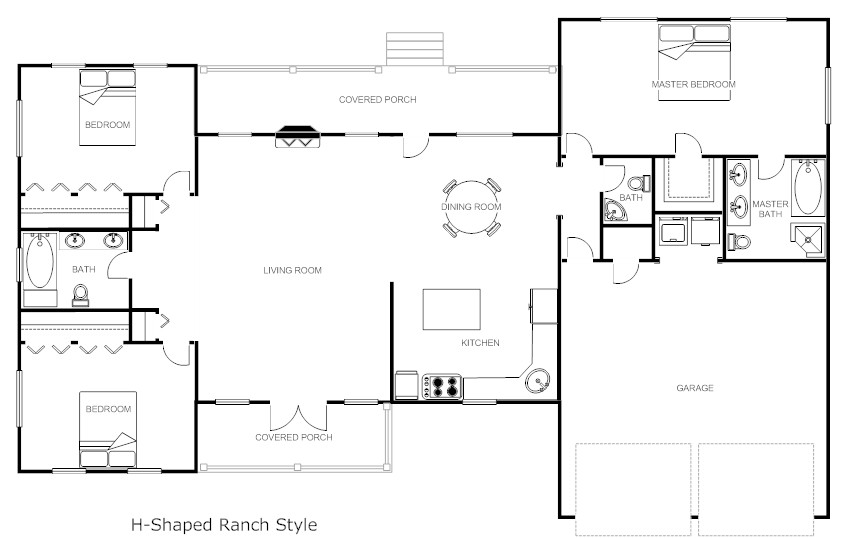 MASTER BEDROOM
COVERED PORCH
BEDROOM
BATH
MASTER
BATH
DINING ROOM
LIVING ROOM
BATH
KITCHEN
GARAGE
BEDROOM
COVERED PORCH
H-Shaped Ranch Style